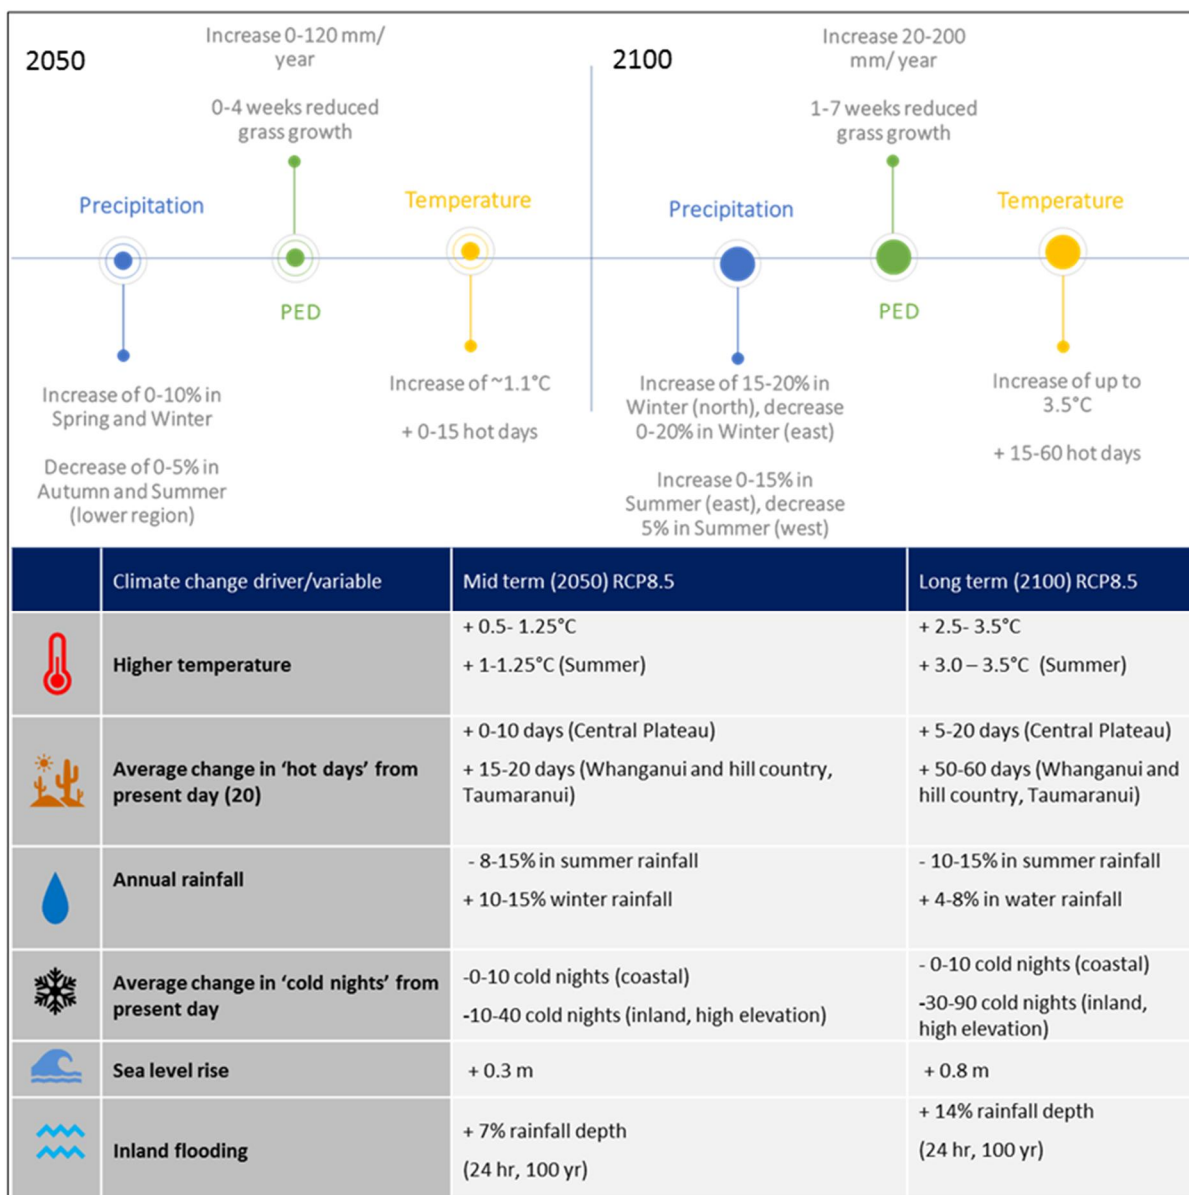 2050
Increase 0-120 mm/
year
0-4 weeks reduced
grass growth
Precipitation
Temperature
PED
Increase of 0-10% in
Spring and Winter
Decrease of 0-5% in
Autumn and Summer
(lower region)
Increase of ~1.1°C
+ 0-15 hot days
2100
Increase 20-200
mm/ year
1-7 weeks reduced
grass growth
Precipitation
Temperature
PED
Increase of 15-20% in
Winter (north), decrease
0-20% in Winter (east)
Increase 0-15% in
Summer (east), decrease
5% in Summer (west)
Increase of up to
3.5°C
+ 15-60 hot days
Climate change driver/variable
Mid term (2050) RCP8.5
Long term (2100) RCP8.5
Higher temperature
+ 0.5- 1.25°C
+ 1-1.25°C (Summer)
+ 2.5- 3.5°C
+ 3.0 – 3.5°C (Summer)
Average change in ‘hot days’ from
present day (20)
+ 0-10 days (Central Plateau)
+ 15-20 days (Whanganui and hill country,
Taumaranui)
+ 5-20 days (Central Plateau)
+ 50-60 days (Whanganui and
hill country, Taumaranui)
Annual rainfall
- 8-15% in summer rainfall
+ 10-15% winter rainfall
- 10-15% in summer rainfall
+ 4-8% in water rainfall
Average change in ‘cold nights’ from
present day
-0-10 cold nights (coastal)
-10-40 cold nights (inland, high elevation)
- 0-10 cold nights (coastal)
-30-90 cold nights (inland,
high elevation)
Sea level rise
+ 0.3 m
+ 0.8 m
Inland flooding
+ 7% rainfall depth
(24 hr, 100 yr)
+ 14% rainfall depth
(24 hr, 100 yr)